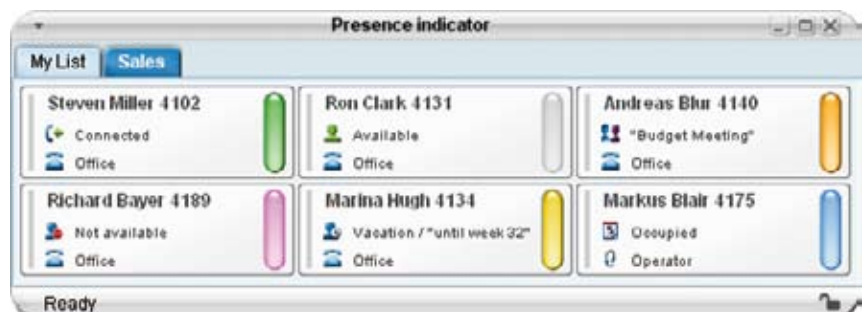 Presence indicator
My List Sales
Steven Miller 4102
Connected
Office
Ron Clark 4131
Available
Office
Andreas Blur 4140
"Budget Meeting"
Office
Richard Bayer 4189
Not available
Office
Marina Hugh 4134
Vacation / "until week 32"
Office
Markus Blair 4175
Occupied
Operator
Ready